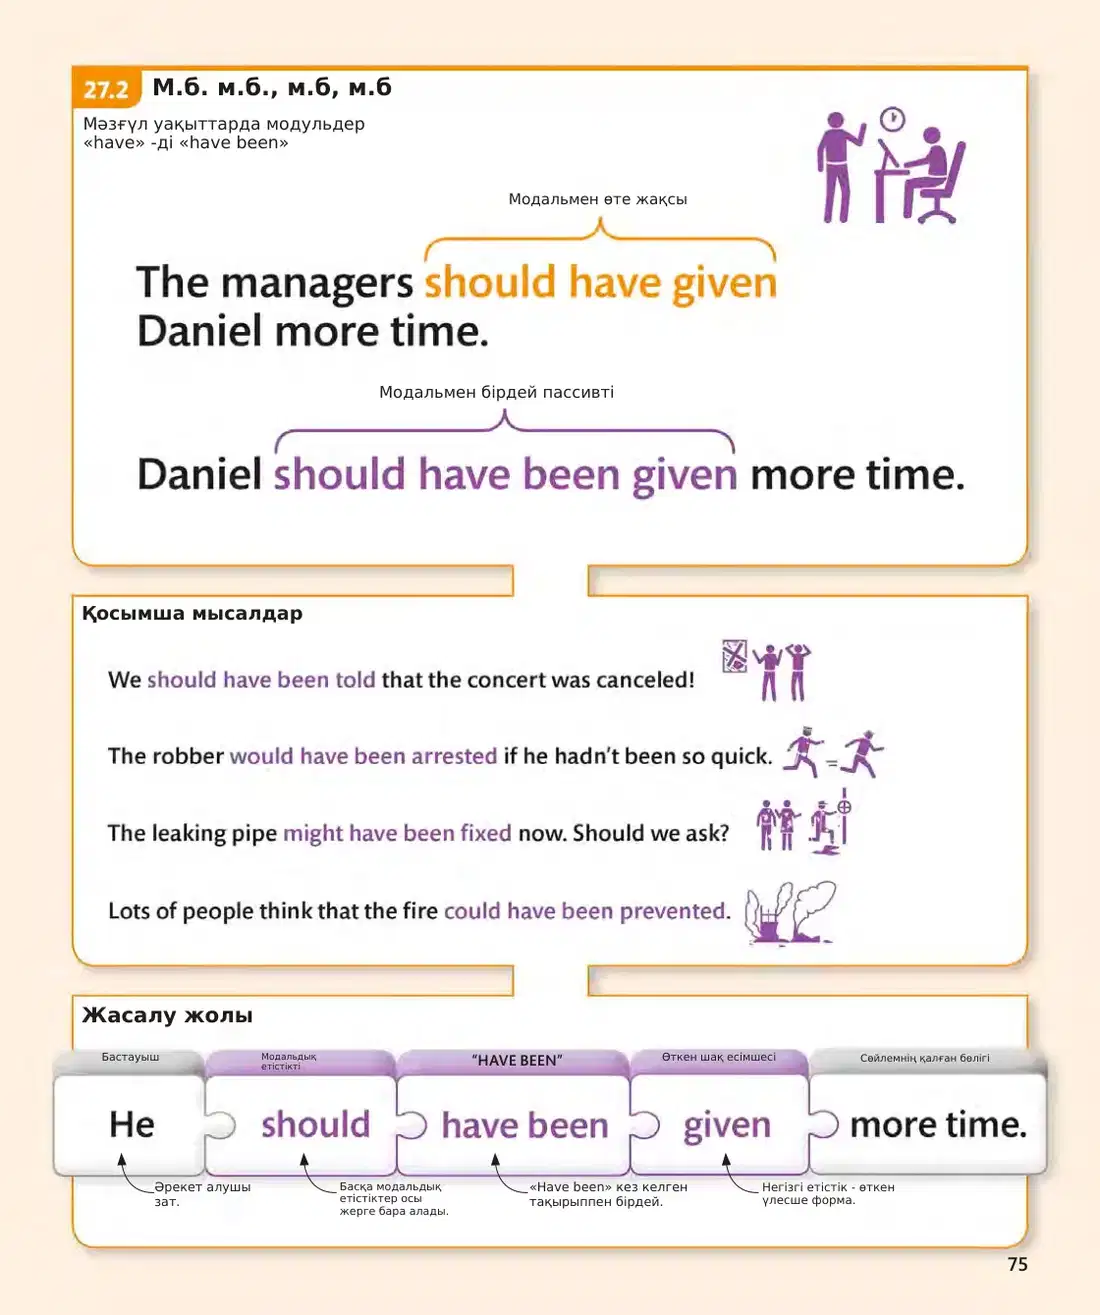 27.2 М.б. м.б., м.б, м.б
Мәзғүл уақыттарда модульдер
«have» -ді «have been»
Модальмен өте жақсы
The managers should have given
Daniel more time.
Модальмен бірдей пассивті
Daniel should have been given more time.
Қосымша мысалдар
We should have been told that the concert was canceled!
The robber would have been arrested if he hadn't been so quick.
The leaking pipe might have been fixed now. Should we ask?
Lots of people think that the fire could have been prevented.
Жасалу жолы
Бастауыш
Модальдық
етістікті
"HAVE BEEN"
Өткен шақ есімшесі
Сөйлемнің қалған бөлігі
He should have been given more time.
Әрекет алушы
зат.
Басқа модальдық
етістіктер осы
жерге бара алады.
«Have been» кез келген
тақырыппен бірдей.
Негізгі етістік - өткен
үлесше форма.
75